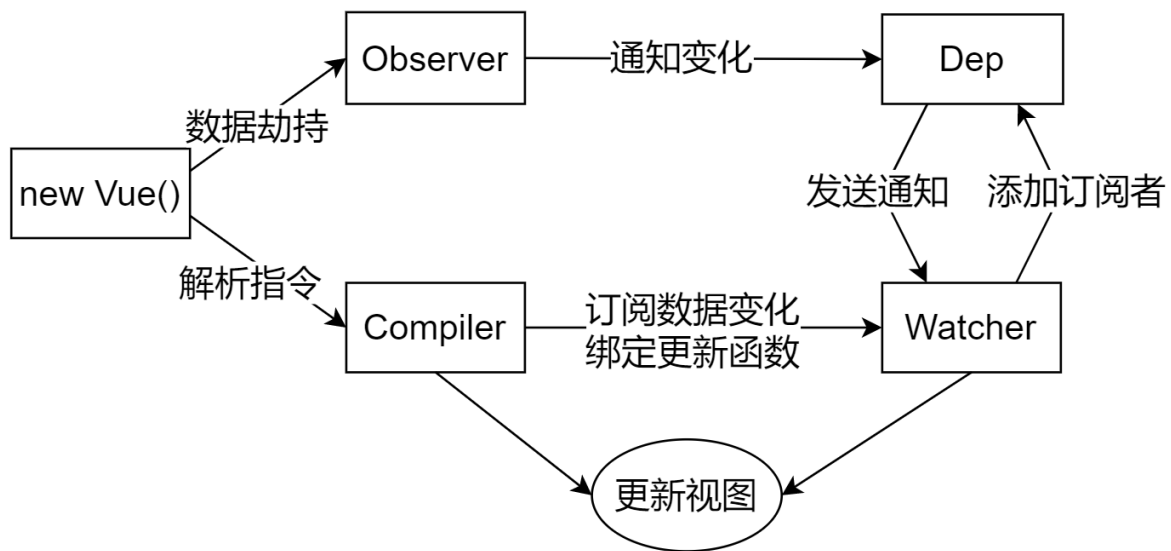 Observer
通知变化
Dep
数据劫持
new Vue()
发送通知
添加订阅者
解析指令
Compiler
订阅数据变化
绑定更新函数
Watcher
更新视图